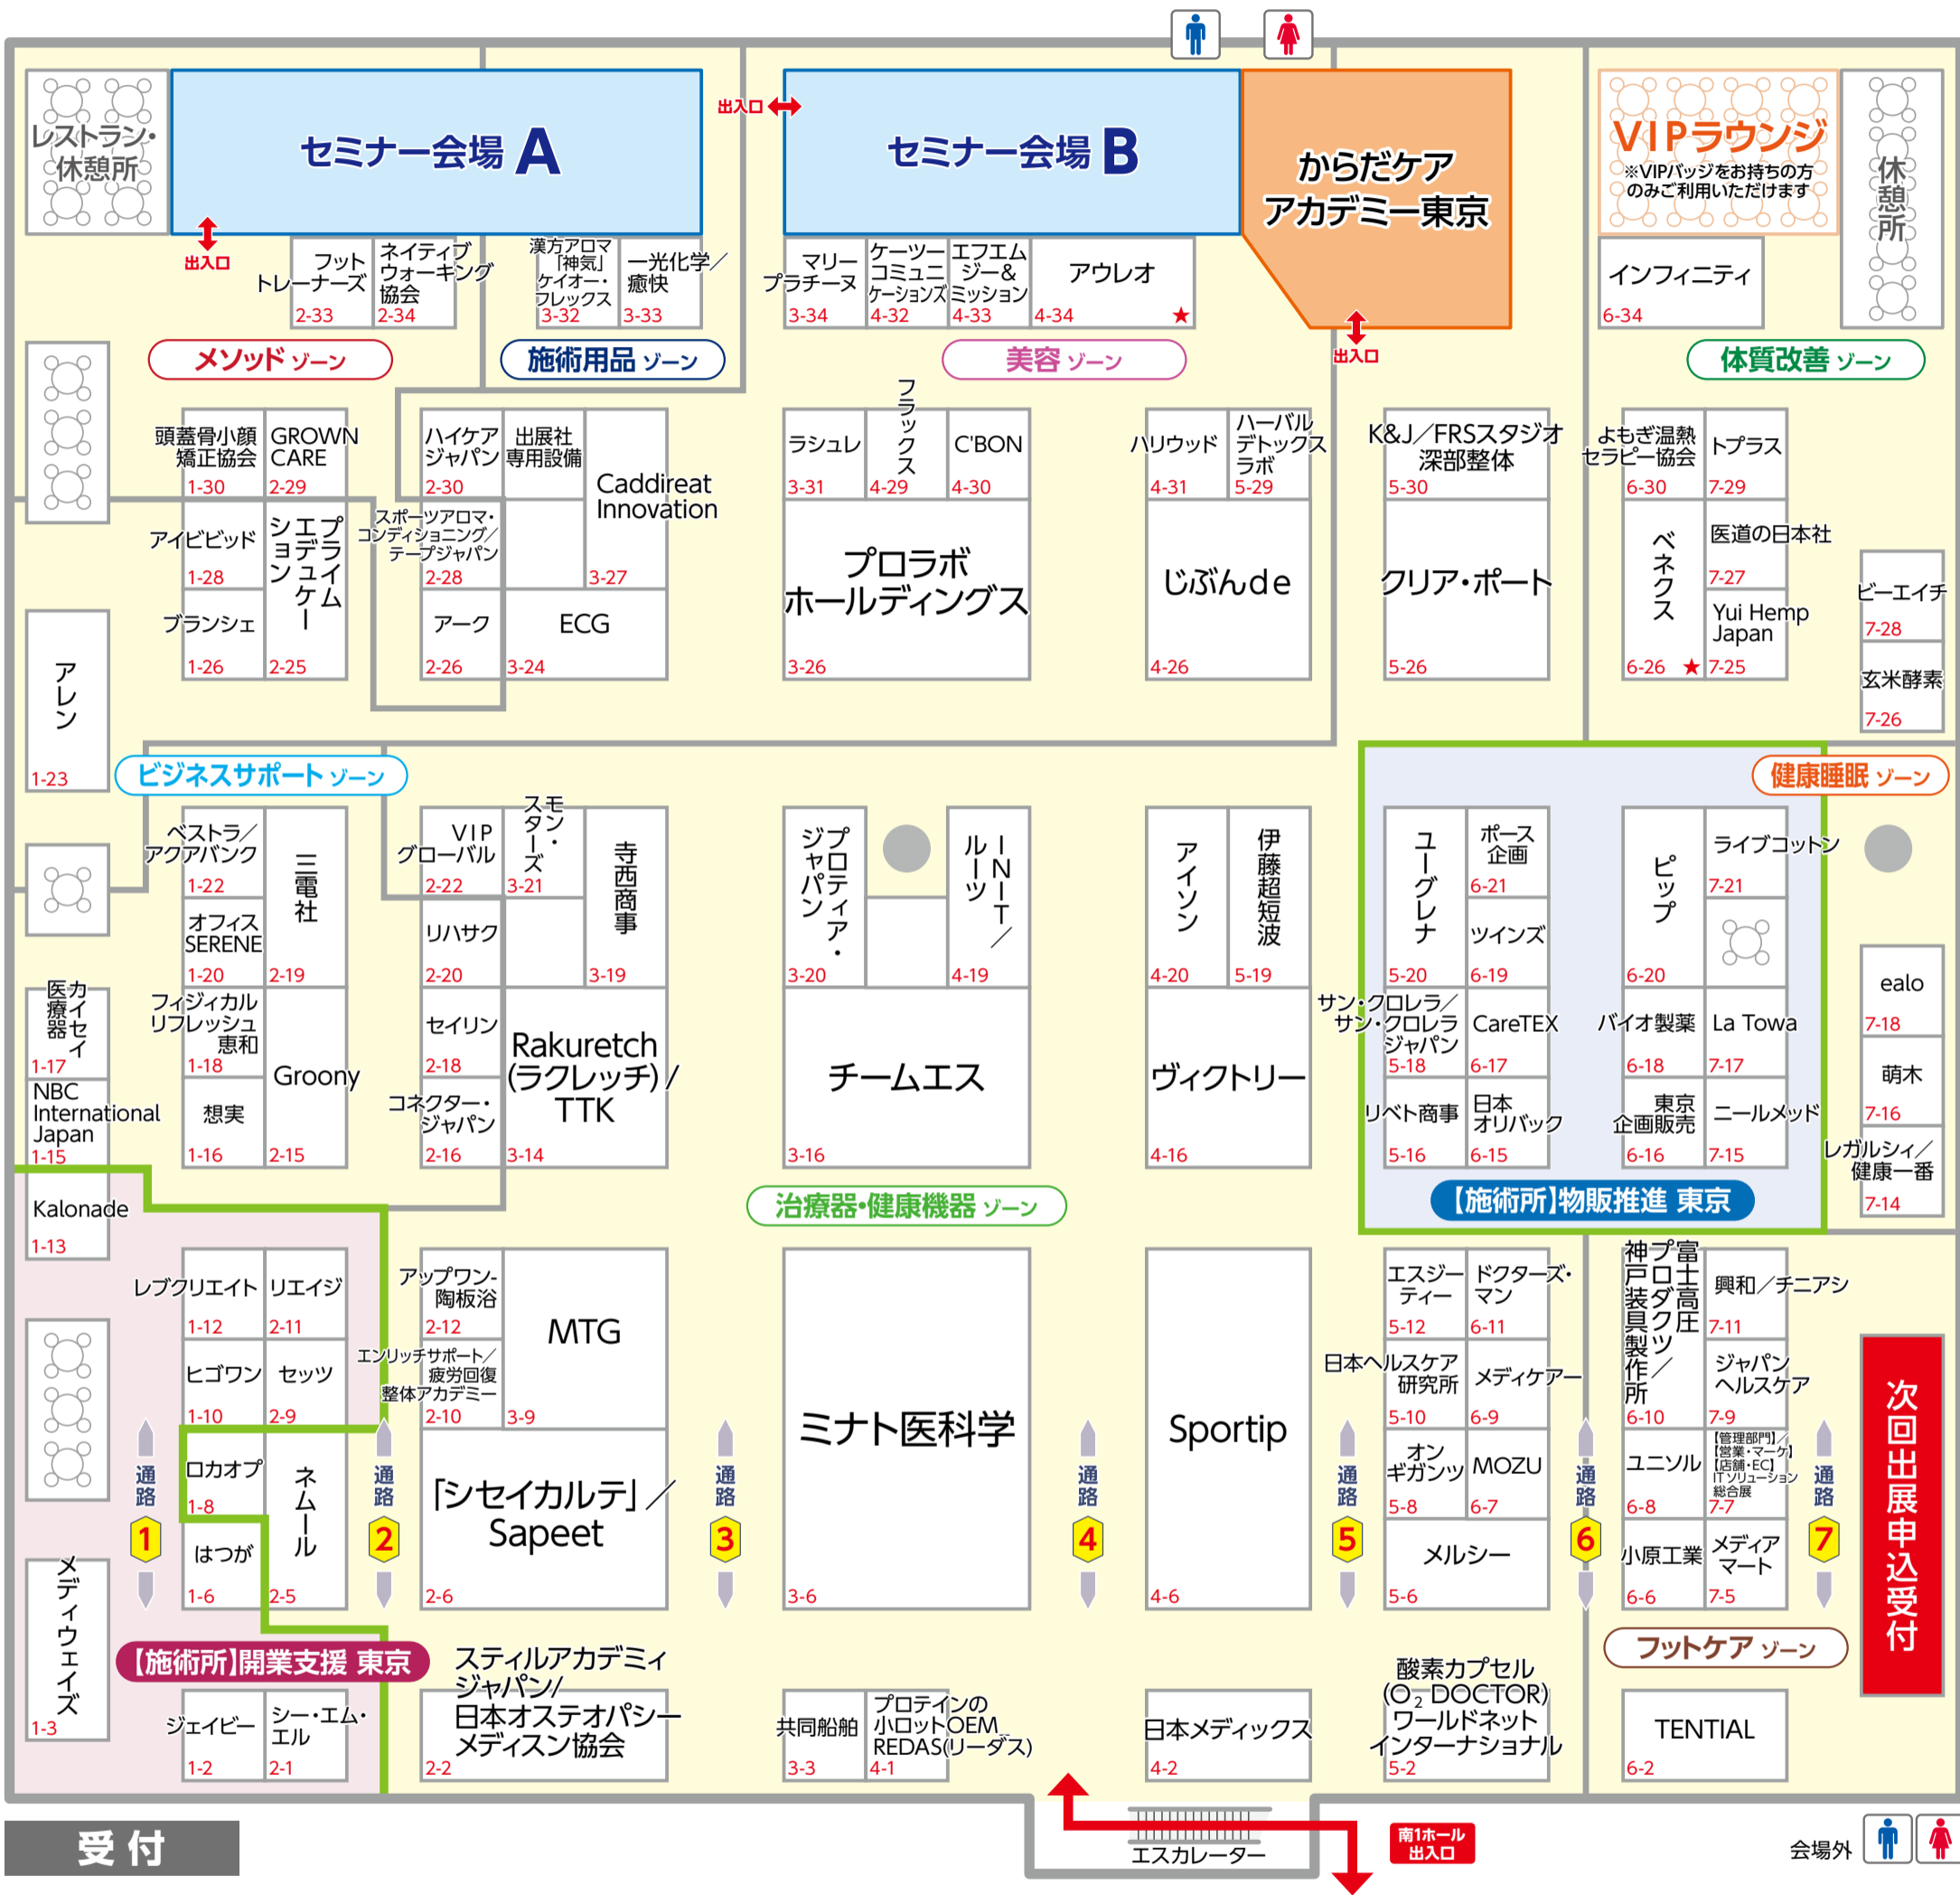 レストラン・
休憩所
セミナー会場 A
出入口
出入口
セミナー会場 B
からだケア
アカデミー東京
出入口
VIPラウンジ
※VIPバッジをお持ちの方
のみご利用いただけます
休憩所
フット
トレーナーズ
2-33
ネイティブ
ウォーキング
協会
2-34
漢方アロマ
「神気」
ケイオー・
フレックス
3-32
一光化学／
癒快
3-33
マリー
プラチーヌ
3-34
ケーツー
コミュニ
ケーションズ
4-32
エフエム
ジー&
ミッション
4-33
アウレオ
4-34 ★
インフィニティ
6-34
メソッド ゾーン
施術用品 ゾーン
美容 ゾーン
体質改善 ゾーン
頭蓋骨小顔
矯正協会
1-30
GROWN
CARE
2-29
ハイケア
ジャパン
2-30
出展社
専用設備
Caddireat
Innovation
3-27
ラシュレ
3-31
フラックス
4-29
C'BON
4-30
ハリウッド
4-31
ハーバル
デトックス
ラボ
5-29
K&J／FRSスタジオ
深部整体
5-30
よもぎ温熱
セラピー協会
6-30
トプラス
7-29
アイビビッド
1-28
プライム
エデュケー
ション
2-25
スポーツアロマ・
コンディショニング／
テープジャパン
2-28
プロラボ
ホールディングス
3-26
じぶんde
4-26
クリア・ポート
5-26
ベネクス
6-26 ★
医道の日本社
7-27
ビーエイチ
7-28
ブランシェ
1-26
アーク
2-26
ECG
3-24
Yui Hemp
Japan
7-25
玄米酵素
7-26
アレン
1-23
ビジネスサポート ゾーン
健康睡眠 ゾーン
ベストラ／
アクアバンク
1-22
三電社
2-19
VIP
グローバル
2-22
モン・
スターズ
3-21
寺西商事
3-19
プロティア・
ジャパン
3-20
INIT／
ルーツ
4-19
アイソン
4-20
伊藤超短波
5-19
ユーグレナ
5-20
ポース
企画
6-21
ピップ
6-20
ライブコットン
7-21
オフィス
SERENE
1-20
リハサク
2-20
ツインズ
6-19
ealo
7-18
カイセイ
医療器
1-17
フィジィカル
リフレッシュ
恵和
1-18
Groony
2-15
セイリン
2-18
Rakuretch
(ラクレッチ)／
TTK
3-14
チームエス
3-16
ヴィクトリー
4-16
サン・クロレラ／
サン・クロレラ
ジャパン
5-18
CareTEX
6-17
バイオ製薬
6-18
La Towa
7-17
萌木
7-16
NBC
International
Japan
1-15
想実
1-16
コネクター・
ジャパン
2-16
リベト商事
5-16
日本
オリバック
6-15
東京
企画販売
6-16
ニールメッド
7-15
レガルシィ／
健康一番
7-14
Kalonade
1-13
治療器・健康機器 ゾーン
【施術所】物販推進 東京
レブクリエイト
1-12
リエイジ
2-11
アップワン-
陶板浴
2-12
MTG
3-9
ミナト医科学
3-6
Sportip
4-6
エスジー
ティー
5-12
ドクターズ・
マン
6-11
富士高圧
プロダクツ／
神戸装具製作所
6-10
興和／チニアシ
7-11
ヒゴワン
1-10
セッツ
2-9
エンリッチサポート／
疲労回復
整体アカデミー
2-10
日本ヘルスケア
研究所
5-10
メディケアー
6-9
ジャパン
ヘルスケア
7-9
次回出展申込受付
ロカオプ
1-8
ネムール
2-5
「シセイカルテ」／
Sapeet
2-6
オン
ギガンツ
5-8
MOZU
6-7
ユニソル
6-8
【管理部門】／
【営業・マーケ】
【店舗・EC】
ITソリューション
総合展
7-7
はつが
1-6
メルシー
5-6
小原工業
6-6
メディア
マート
7-5
通路
1
通路
2
通路
3
通路
4
通路
5
通路
6
通路
7
メディウェイズ
1-3
【施術所】開業支援 東京
フットケア ゾーン
ジェイビー
1-2
シー・エム・
エル
2-1
スティルアカデミィ
ジャパン/
日本オステオパシー
メディスン協会
2-2
共同船舶
3-3
プロテインの
小ロットOEM
REDAS(リーダス)
4-1
日本メディックス
4-2
酸素カプセル
(O₂ DOCTOR)
ワールドネット
インターナショナル
5-2
TENTIAL
6-2
受付
エスカレーター
南1ホール
出入口
会場外